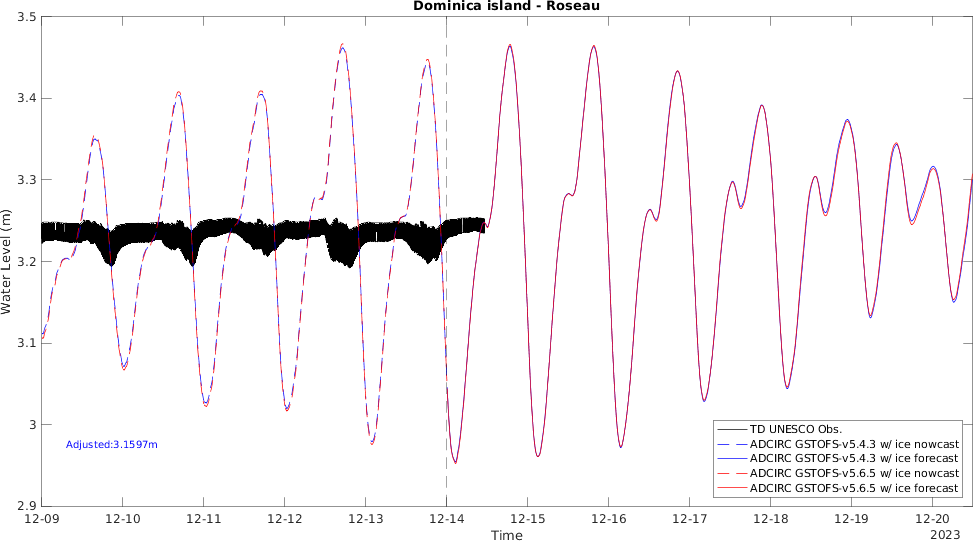 Dominica island - Roseau
3.5
3.4
3.3
3.2
3.1
3
2.9
Water Level (m)
Adjusted:3.1597m
TD UNESCO Obs.
ADCIRC GSTOFS-v5.4.3 w/ ice nowcast
ADCIRC GSTOFS-v5.4.3 w/ ice forecast
ADCIRC GSTOFS-v5.6.5 w/ ice nowcast
ADCIRC GSTOFS-v5.6.5 w/ ice forecast
12-09 12-10 12-11 12-12 12-13 12-14 12-15 12-16 12-17 12-18 12-19 12-20
2023
Time